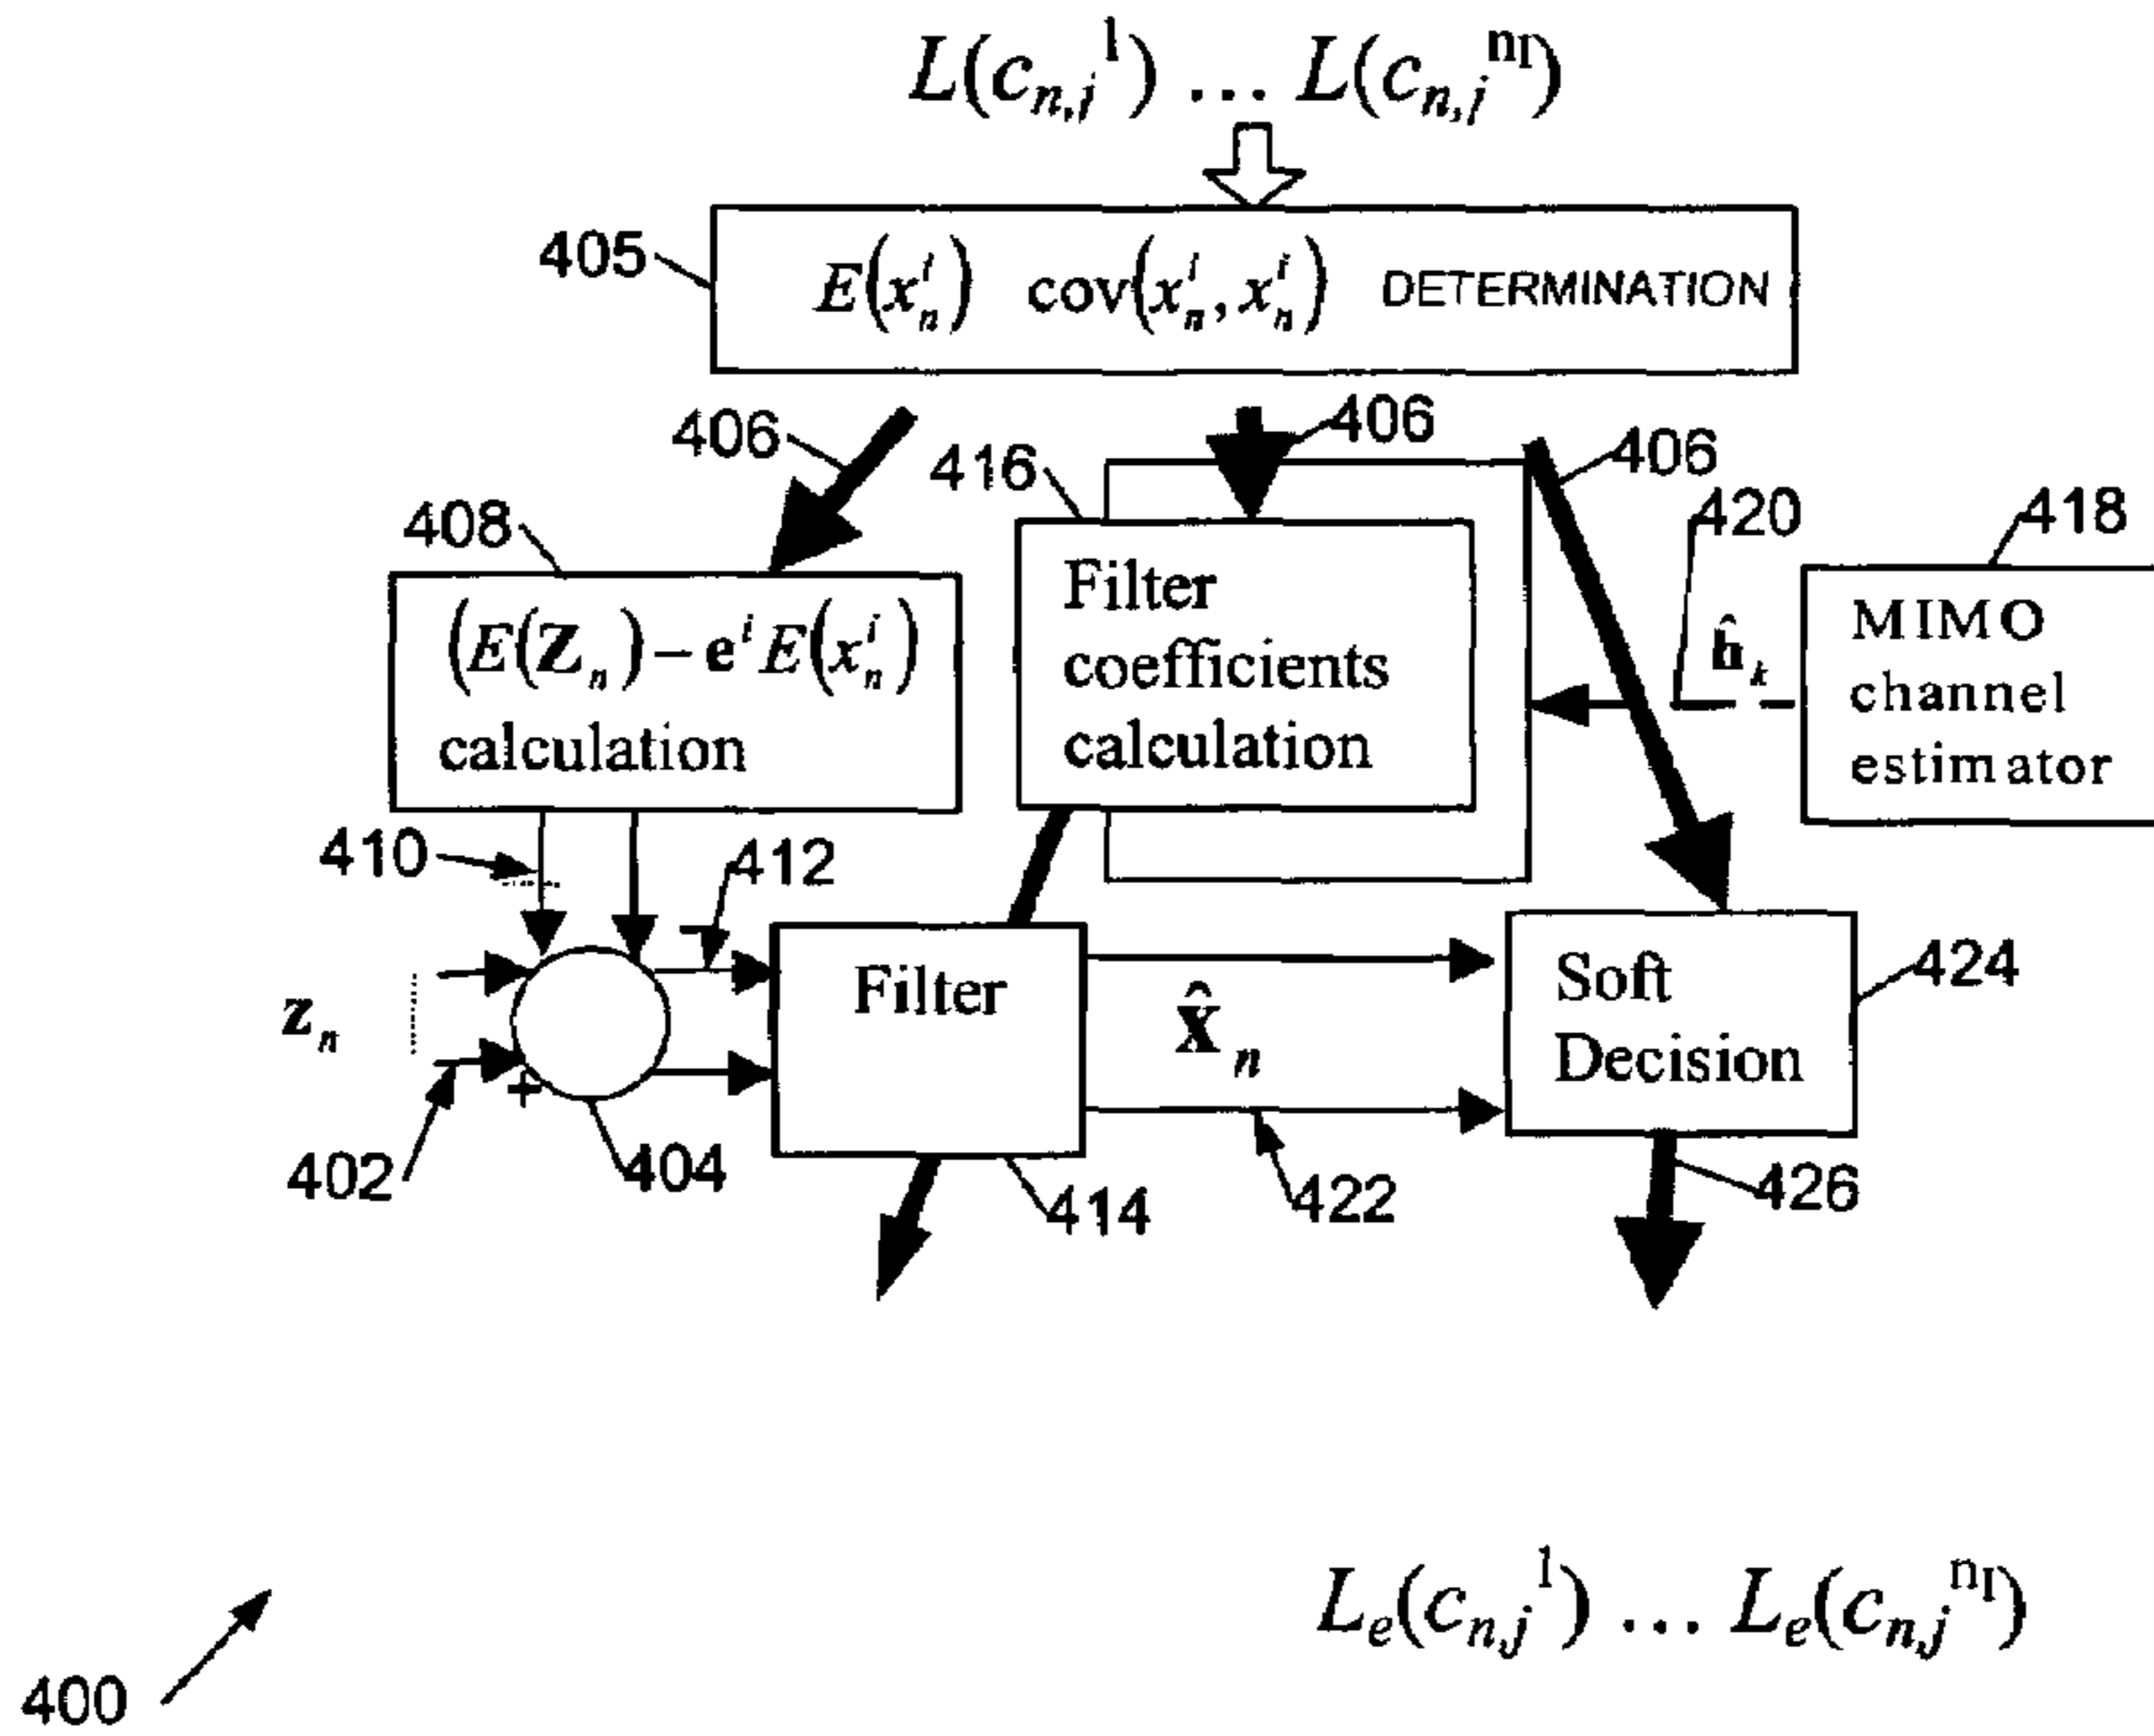 L(c_{n,j}^1) ... L(c_{n,j}^{n_I})
405
E(x_n^i) cov(x_n^i, x_n^i) DETERMINATION
406
406
406
416
420
418
408
(E(Z_n) – e^i E(x_n^i)
calculation
Filter
coefficients
calculation
ĥ_k
MIMO
channel
estimator
410
412
z_n
–
+
Filter
x̂_n
Soft
Decision
424
402
404
414
422
426
L_e(c_{n,j}^1) ... L_e(c_{n,j}^{n_I})
400